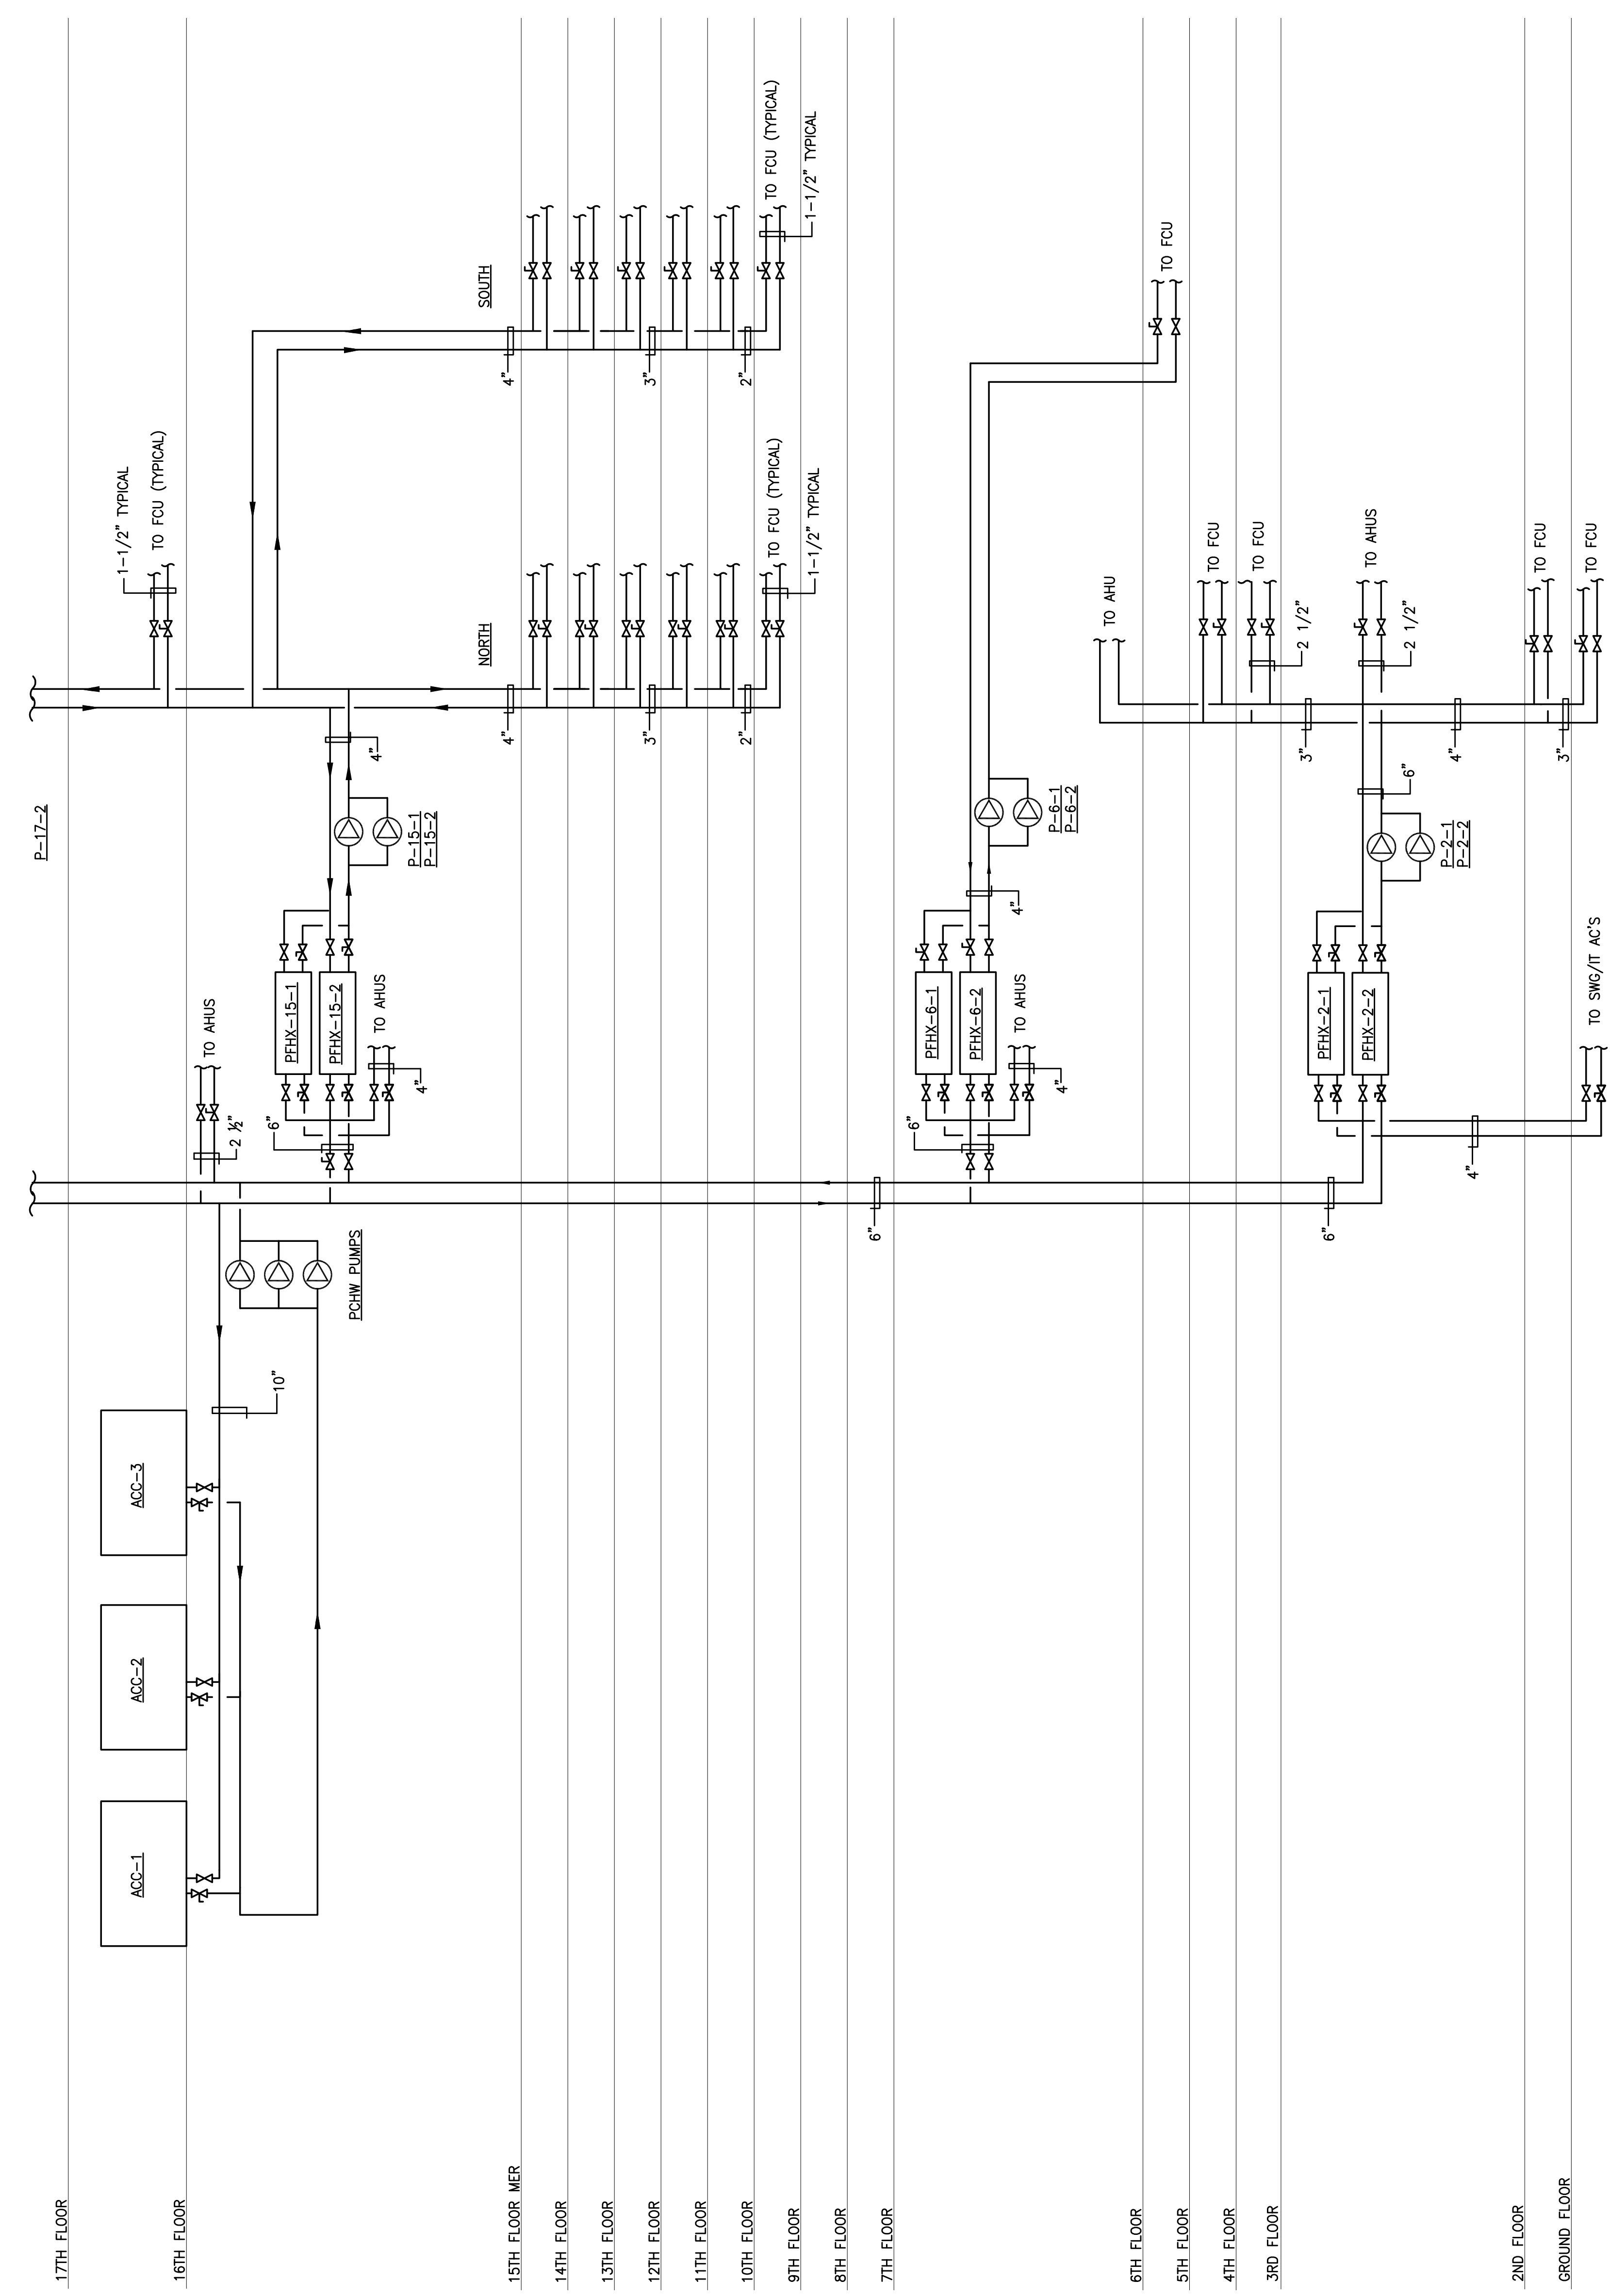 P-17-2
17TH FLOOR
1-1/2" TYPICAL
ACC-1
ACC-2
ACC-3
TO FCU (TYPICAL)
16TH FLOOR
TO AHUS
2 ½"
6"
10"
PFHX-15-1
PFHX-15-2
PCHW PUMPS
4"
TO AHUS
4"
P-15-1
P-15-2
NORTH
SOUTH
4"
4"
15TH FLOOR MER
14TH FLOOR
13TH FLOOR
3"
3"
12TH FLOOR
11TH FLOOR
2"
2"
10TH FLOOR
TO FCU (TYPICAL)
TO FCU (TYPICAL)
9TH FLOOR
1-1/2" TYPICAL
1-1/2" TYPICAL
8TH FLOOR
6"
7TH FLOOR
6"
PFHX-6-1
PFHX-6-2
4"
TO AHUS
4"
P-6-1
P-6-2
TO AHU
6TH FLOOR
TO FCU
5TH FLOOR
TO FCU
4TH FLOOR
TO FCU
3RD FLOOR
2 1/2"
3"
6"
PFHX-2-1
PFHX-2-2
TO AHUS
6"
2 1/2"
P-2-1
P-2-2
4"
4"
2ND FLOOR
TO FCU
3"
GROUND FLOOR
TO FCU
TO SWG/IT AC'S